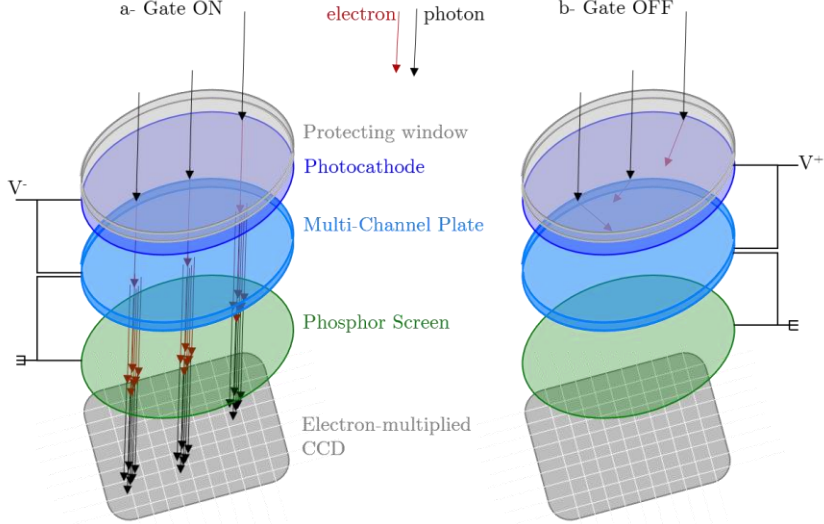 a- Gate ON
electron
photon
b- Gate OFF
Protecting window
Photocathode
V-
V+
Multi-Channel Plate
Phosphor Screen
Electron-multiplied
CCD